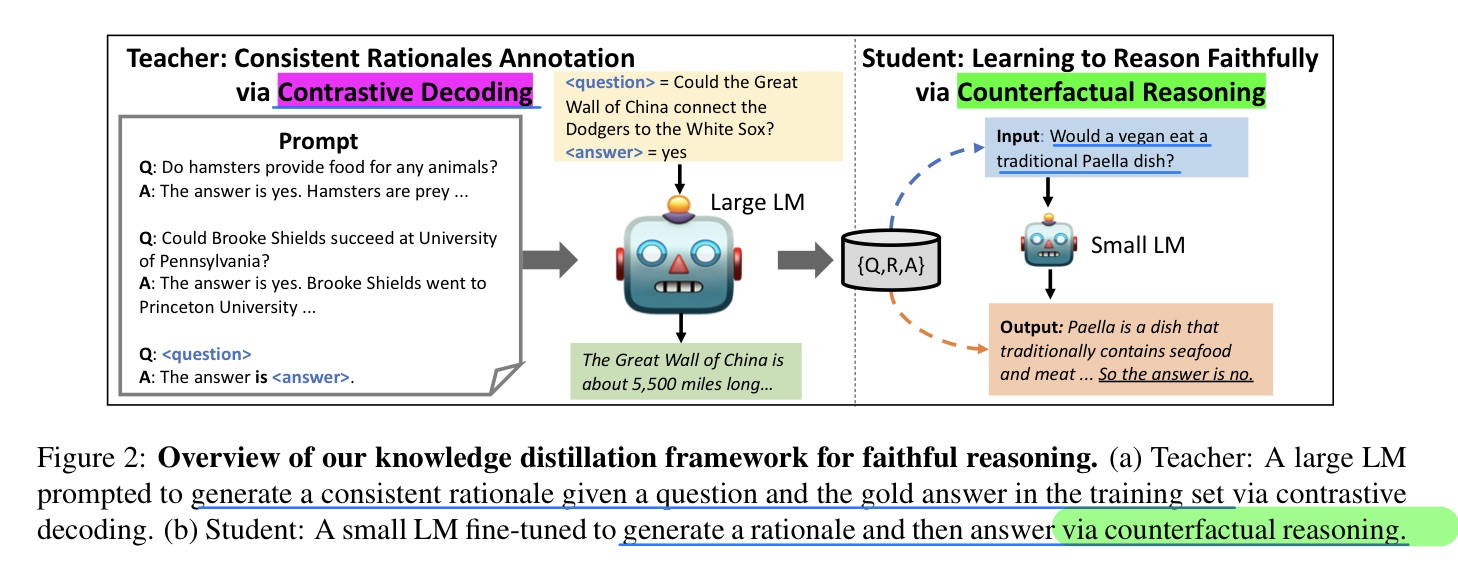 Teacher: Consistent Rationales Annotation
via Contrastive Decoding
Prompt
Q: Do hamsters provide food for any animals?
A: The answer is yes. Hamsters are prey ...
Q: Could Brooke Shields succeed at University
of Pennsylvania?
A: The answer is yes. Brooke Shields went to
Princeton University ...
Q: <question>
A: The answer is <answer>.
<question> = Could the Great
Wall of China connect the
Dodgers to the White Sox?
<answer> = yes
Large LM
The Great Wall of China is
about 5,500 miles long...
{Q,R,A}
Student: Learning to Reason Faithfully
via Counterfactual Reasoning
Input: Would a vegan eat a
traditional Paella dish?
Small LM
Output: Paella is a dish that
traditionally contains seafood
and meat ... So the answer is no.
Figure 2: Overview of our knowledge distillation framework for faithful reasoning. (a) Teacher: A large LM
prompted to generate a consistent rationale given a question and the gold answer in the training set via contrastive
decoding. (b) Student: A small LM fine-tuned to generate a rationale and then answer via counterfactual reasoning.